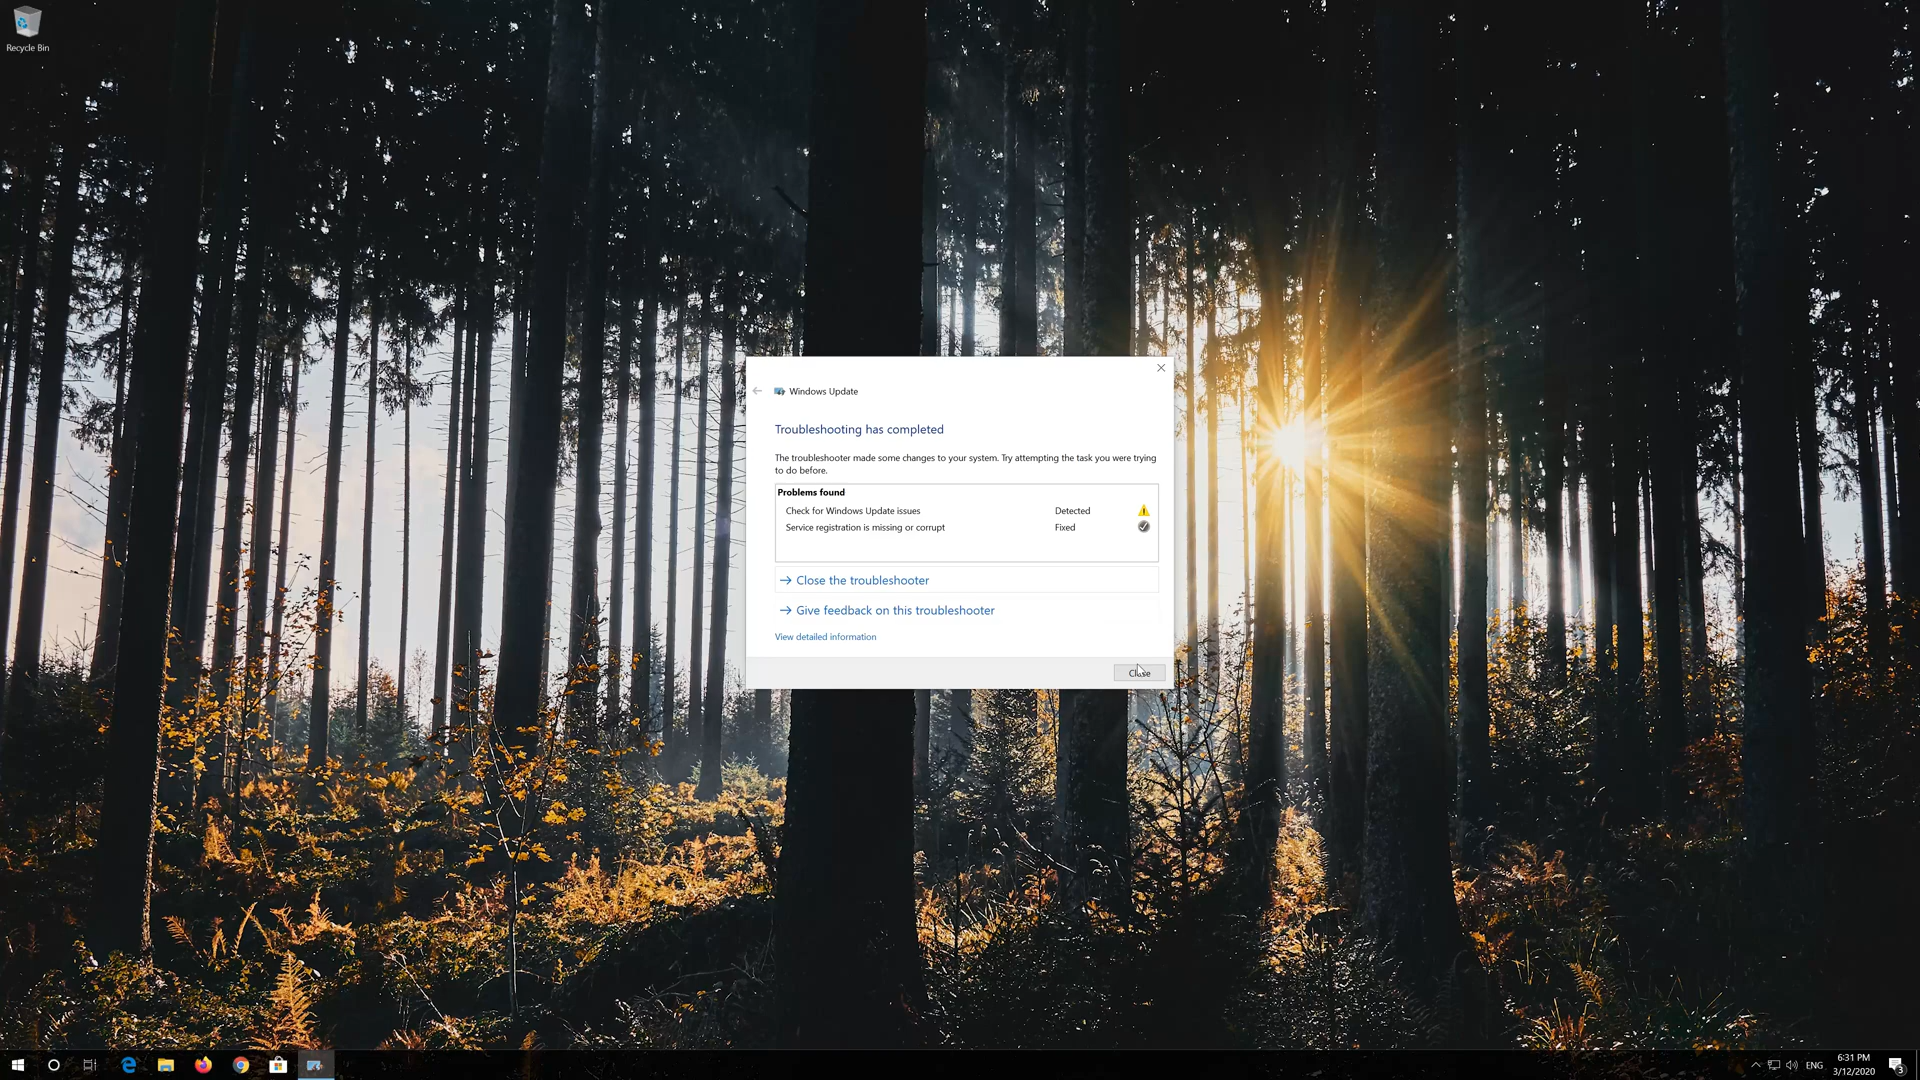 Recycle Bin
Windows Update
Troubleshooting has completed
The troubleshooter made some changes to your system. Try attempting the task you were trying
to do before.
Problems found
Check for Windows Update issues Detected
Service registration is missing or corrupt Fixed
Close the troubleshooter
Give feedback on this troubleshooter
View detailed information
Close
ENG
6:31 PM
3/12/2020
3